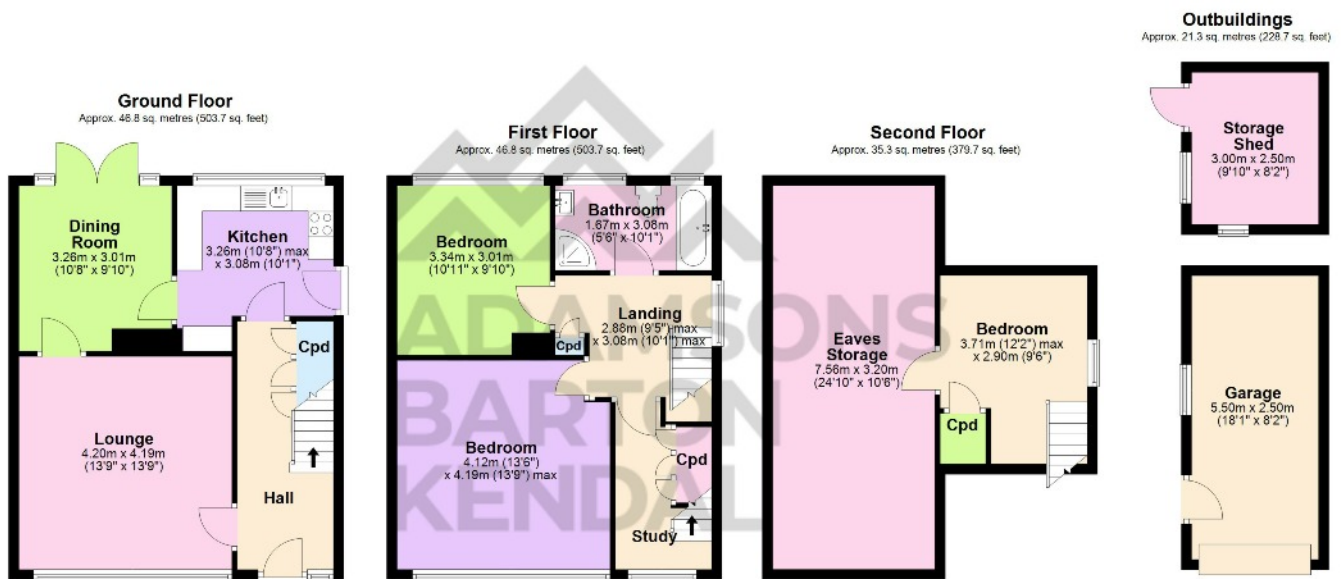 Ground Floor
Approx. 46.8 sq. metres (503.7 sq. feet)
Dining
Room
3.26m x 3.01m
(10'8" x 9'10")
Kitchen
3.26m (10'8") max
x 3.08m (10'1")
Cpd
Lounge
4.20m x 4.19m
(13'9" x 13'9")
Hall
First Floor
Approx. 46.8 sq. metres (503.7 sq. feet)
Bedroom
3.34m x 3.01m
(10'11" x 9'10")
Bathroom
1.67m x 3.08m
(5'6" x 10'1")
Landing
2.88m (9'5") max
x 3.08m (10'1") max
Cpd
Bedroom
4.12m (13'6")
x 4.19m (13'9") max
Cpd
Study
Second Floor
Approx. 35.3 sq. metres (379.7 sq. feet)
Eaves
Storage
7.56m x 3.20m
(24'10" x 10'6")
Bedroom
3.71m (12'2") max
x 2.90m (9'6")
Cpd
Outbuildings
Approx. 21.3 sq. metres (228.7 sq. feet)
Storage
Shed
3.00m x 2.50m
(9'10" x 8'2")
Garage
5.50m x 2.50m
(18'1" x 8'2")
ADAMSONS
BARTON
KENDAL